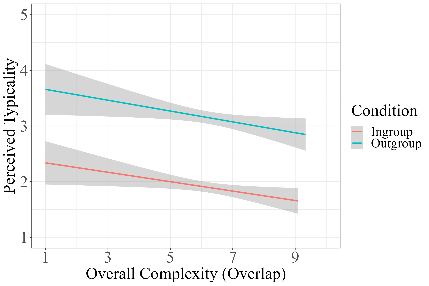 5
4
3
2
1
Perceived Typicality
1 3 5 7 9
Overall Complexity (Overlap)
Condition
Ingroup
Outgroup